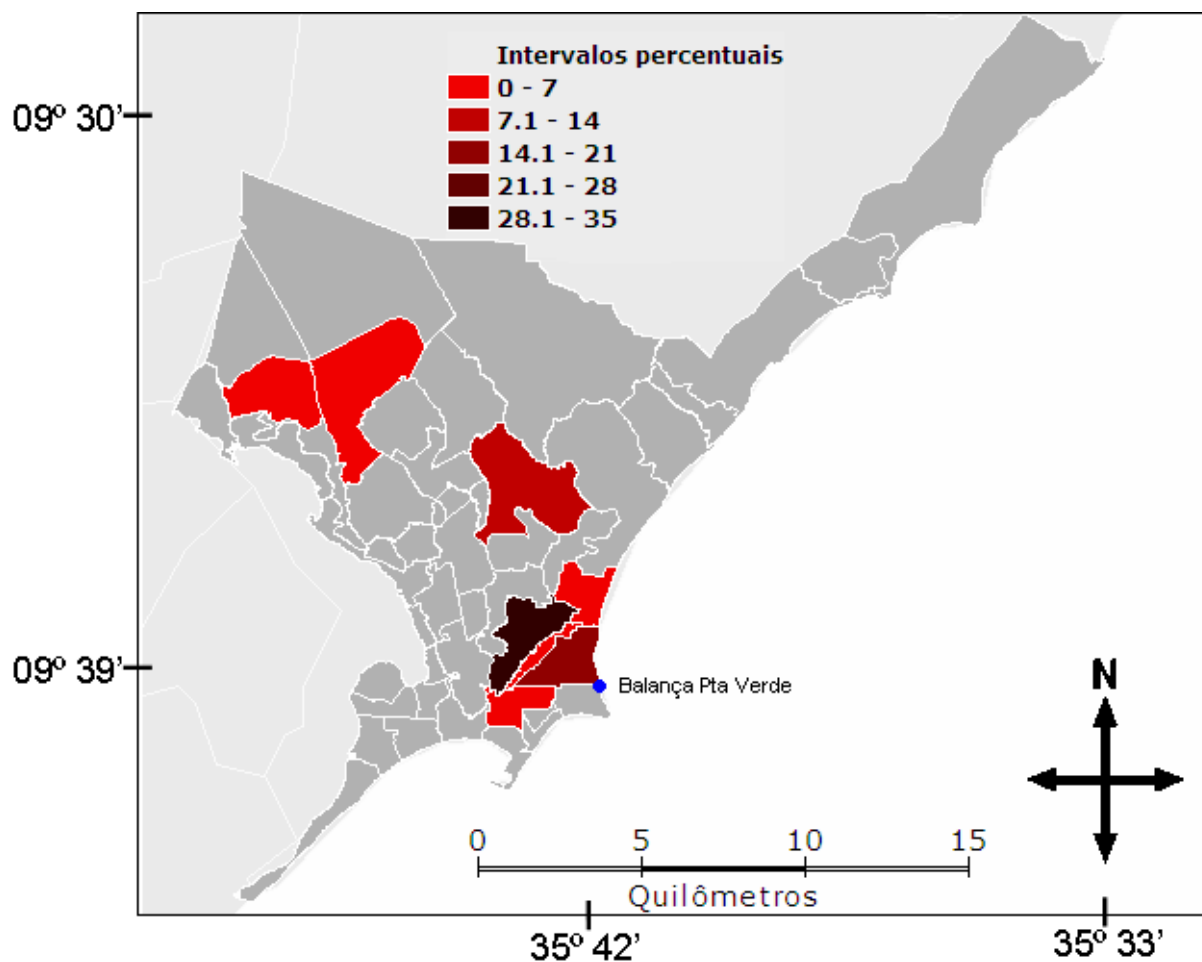 Intervalos percentuais
0 - 7
7.1 - 14
14.1 - 21
21.1 - 28
28.1 - 35
09º 30’
09º 39’
Balança Pta Verde
N
0 5 10 15
Quilômetros
35º 42’ 35º 33’